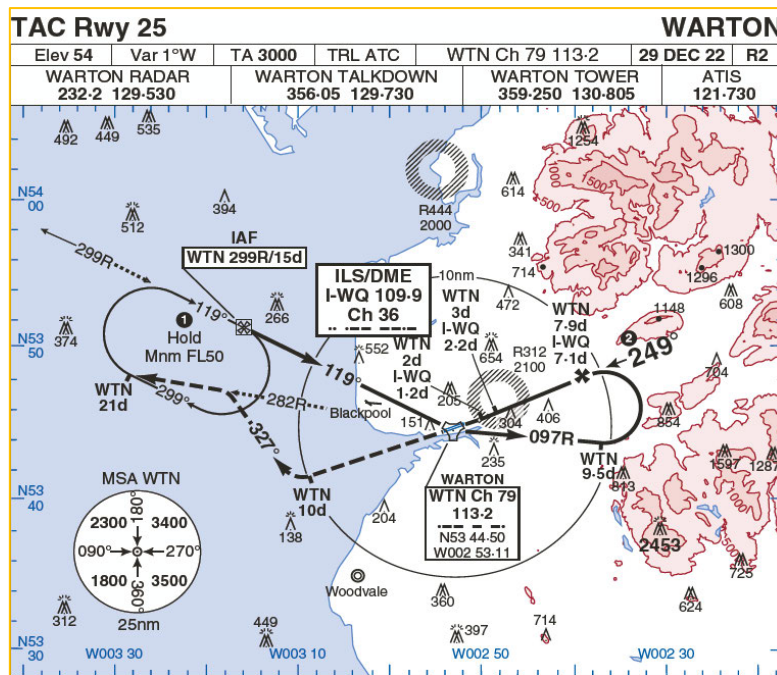 TAC Rwy 25 WARTON
Elev 54 Var 1°W TA 3000 TRL ATC WTN Ch 79 113·2 29 DEC 22 R2
WARTON RADAR WARTON TALKDOWN WARTON TOWER ATIS
232·2 129·530 356·05 129·730 359·250 130·805 121·730
492
449
535
1254
N54
00
394
512
R444
2000
614
1500
500
IAF
WTN 299R/15d
299R
341
714
1300
1296
119°
ILS/DME
I-WQ 109·9
Ch 36
10nm
WTN
3d
I-WQ
2·2d
472
WTN
7·9d
I-WQ
7·1d
1148
608
1
Hold
Mnm FL50
266
N53
50
374
552
654
R312
2100
2
249°
119°
WTN
2d
I-WQ
1·2d
704
WTN
21d
299°
282R
Blackpool
205
151
304
406
854
327°
235
097R
WTN
9·5d
1597
1287
813
MSA WTN
WTN
10d
WARTON
WTN Ch 79
113·2
N53 44·50
W002 53·11
N53
40
2300
180°
3400
090°
270°
1800
360°
3500
25nm
138
204
2453
725
Woodvale
360
624
312
449
397
714
N53
30
W003 30
W003 10
W002 50
W002 30